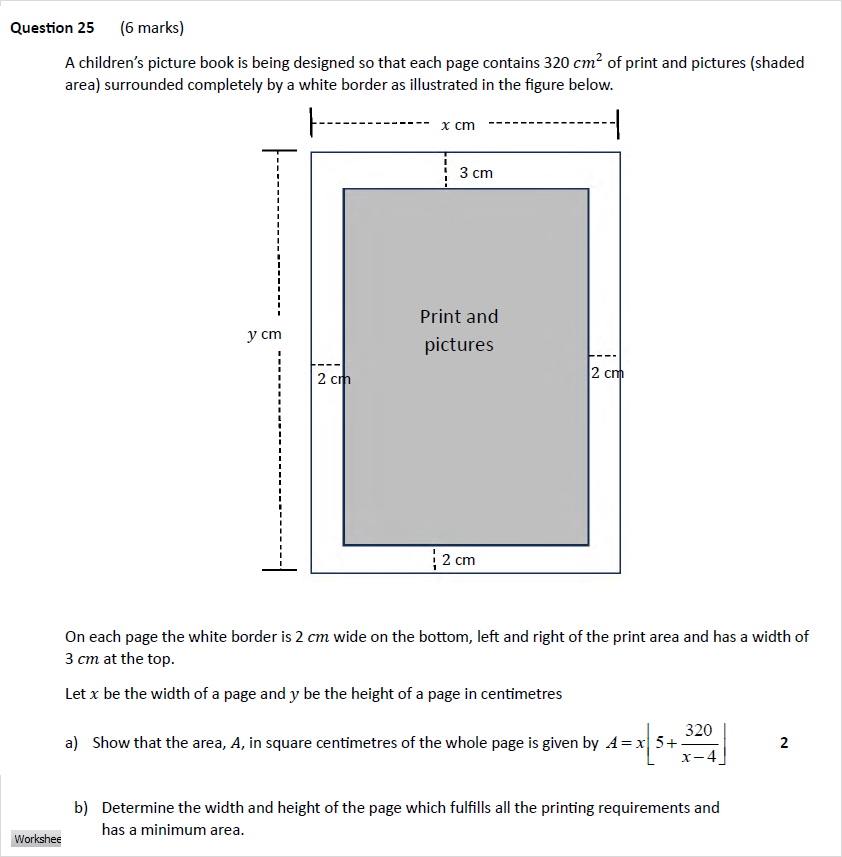 Question 25 (6 marks)
A children's picture book is being designed so that each page contains 320 cm² of print and pictures (shaded
area) surrounded completely by a white border as illustrated in the figure below.
x cm
3 cm
Print and
pictures
y cm
2 cm
2 cm
2 cm
On each page the white border is 2 cm wide on the bottom, left and right of the print area and has a width of
3 cm at the top.
Let x be the width of a page and y be the height of a page in centimetres
a) Show that the area, A, in square centimetres of the whole page is given by A = x[5 + 320/(x − 4)] 2
b) Determine the width and height of the page which fulfills all the printing requirements and
has a minimum area.
Workshee